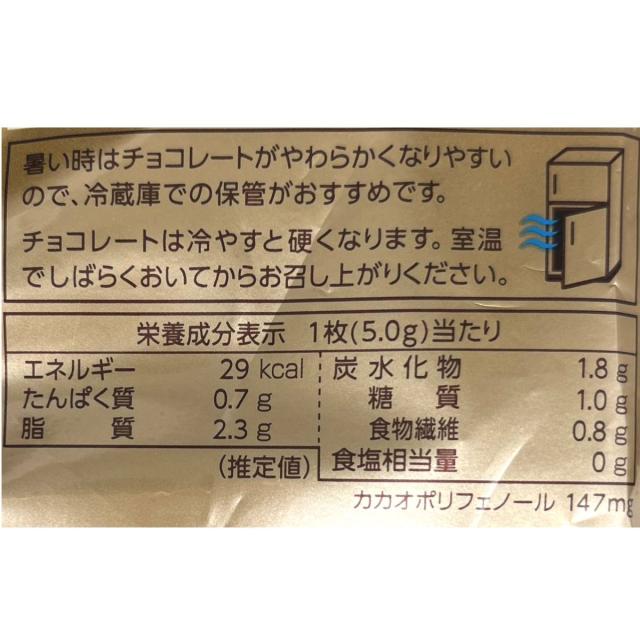 暑い時はチョコレートがやわらかくなりやすい
ので、冷蔵庫での保管がおすすめです。
チョコレートは冷やすと硬くなります。室温
でしばらくおいてからお召し上がりください。
栄養成分表示 1枚(5.0g)当たり
エネルギー 29 kcal
たんぱく質 0.7 g
脂質 2.3 g
(推定値)
炭水化物 1.8 g
糖質 1.0 g
食物繊維 0.8 g
食塩相当量 0 g
カカオポリフェノール 147mg